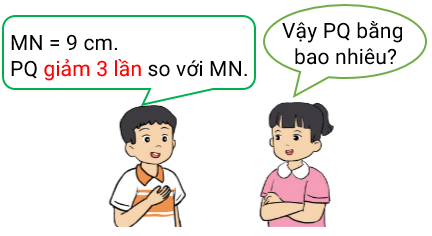 MN = 9 cm.
PQ giảm 3 lần so với MN.
Vậy PQ bằng
bao nhiêu?